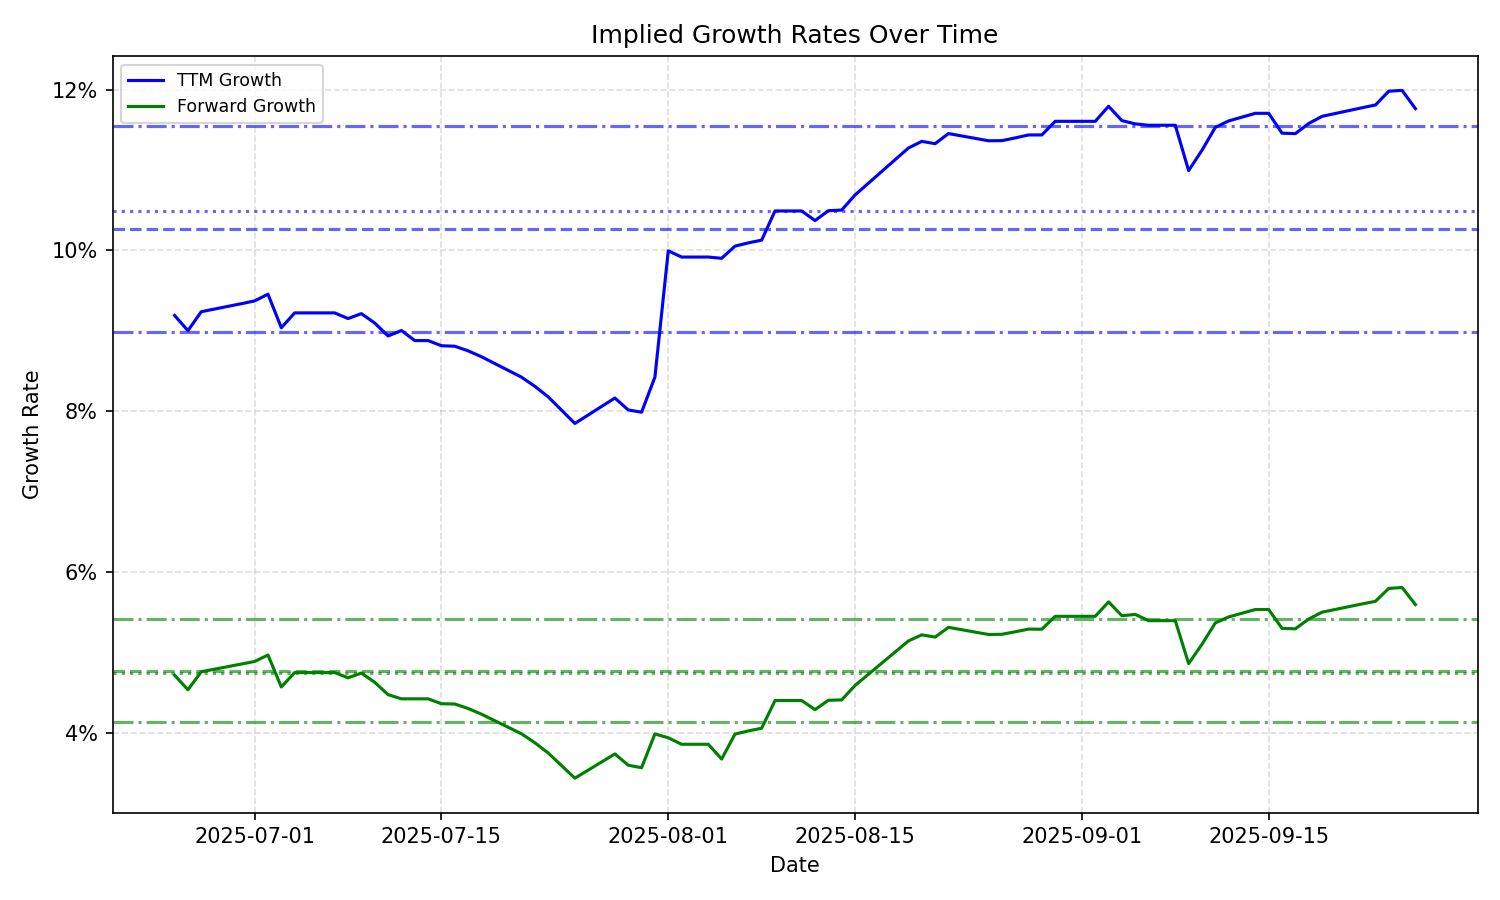 Implied Growth Rates Over Time
TTM Growth
Forward Growth
12%
10%
8%
6%
4%
Growth Rate
2025-07-01
2025-07-15
2025-08-01
2025-08-15
2025-09-01
2025-09-15
Date